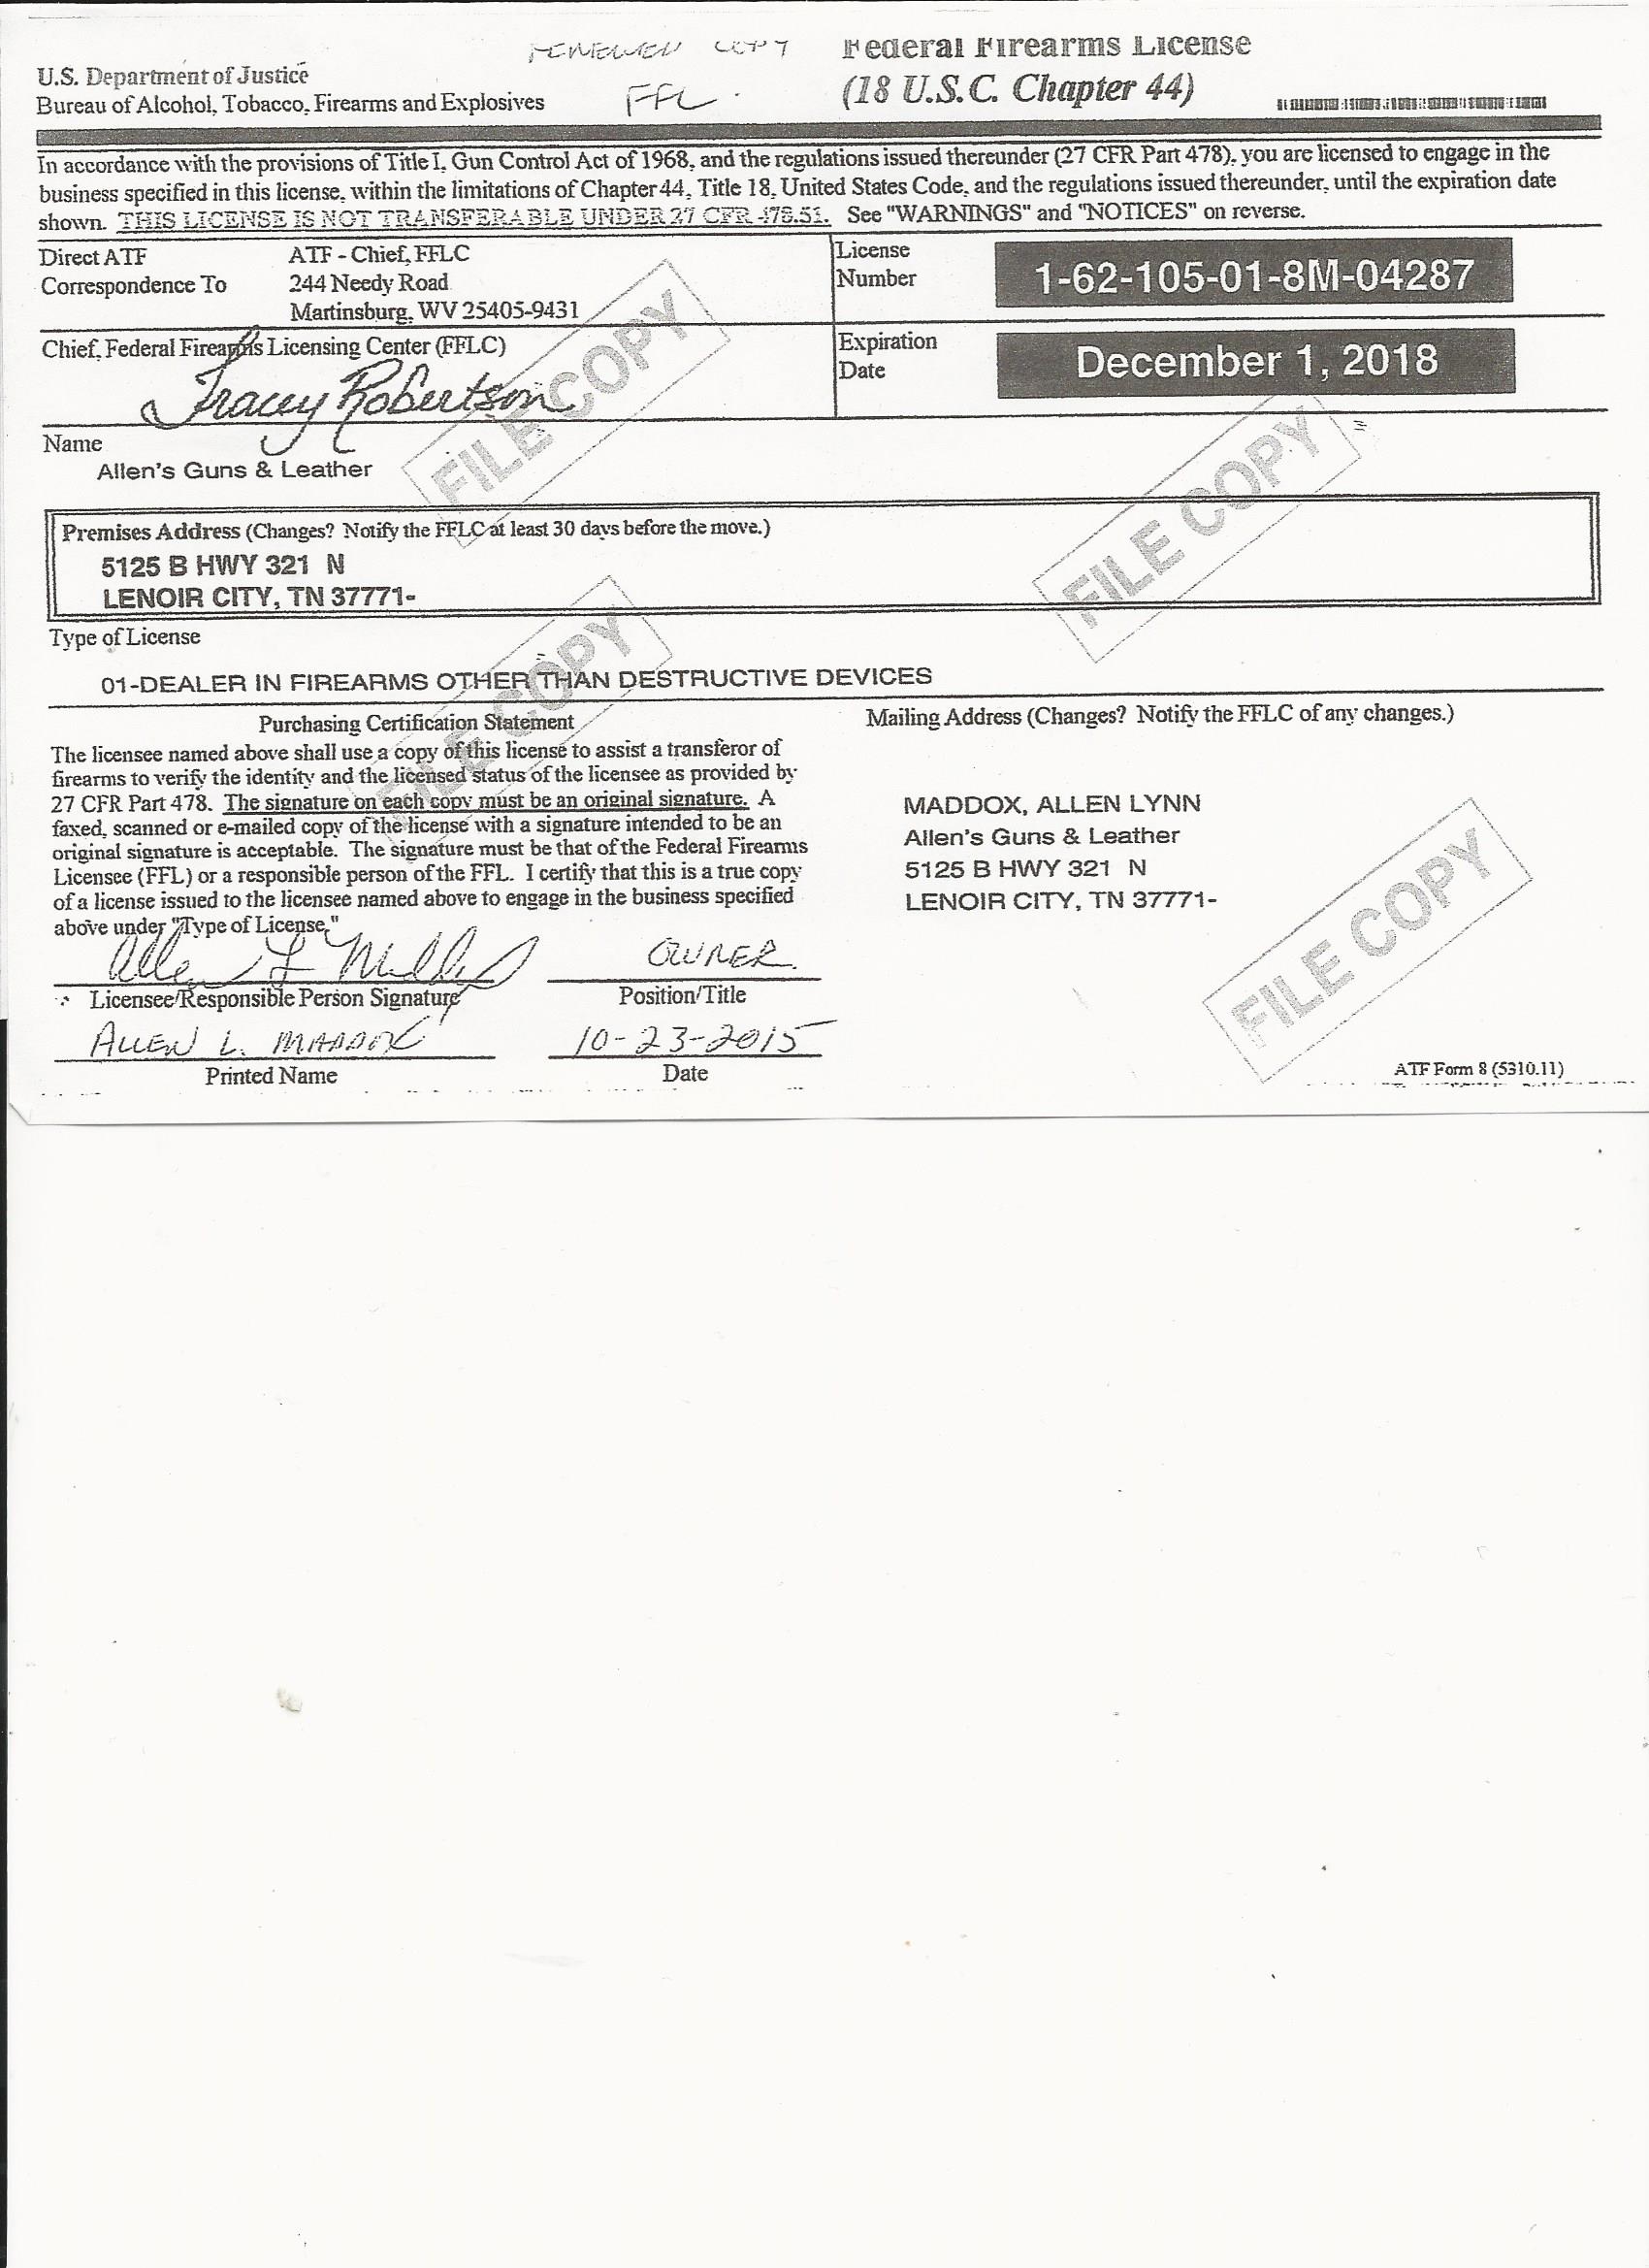 RENEWED COPY
FFL.
Federal Firearms License
(18 U.S.C. Chapter 44)
U.S. Department of Justice
Bureau of Alcohol, Tobacco, Firearms and Explosives
In accordance with the provisions of Title I, Gun Control Act of 1968, and the regulations issued thereunder (27 CFR Part 478), you are licensed to engage in the
business specified in this license, within the limitations of Chapter 44, Title 18, United States Code, and the regulations issued thereunder, until the expiration date
shown. THIS LICENSE IS NOT TRANSFERABLE UNDER 27 CFR 478.51. See "WARNINGS" and "NOTICES" on reverse.
Direct ATF
Correspondence To
ATF - Chief, FFLC
244 Needy Road
Martinsburg, WV 25405-9431
License
Number
1-62-105-01-8M-04287
Chief, Federal Firearms Licensing Center (FFLC)
Tracey Robertson
Expiration
Date
December 1, 2018
Name
Allen's Guns & Leather
Premises Address (Changes? Notify the FFLC at least 30 days before the move.)
5125 B HWY 321 N
LENOIR CITY, TN 37771-
Type of License
01-DEALER IN FIREARMS OTHER THAN DESTRUCTIVE DEVICES
Purchasing Certification Statement
The licensee named above shall use a copy of this license to assist a transferor of
firearms to verify the identity and the licensed status of the licensee as provided by
27 CFR Part 478. The signature on each copy must be an original signature. A
faxed, scanned or e-mailed copy of the license with a signature intended to be an
original signature is acceptable. The signature must be that of the Federal Firearms
Licensee (FFL) or a responsible person of the FFL. I certify that this is a true copy
of a license issued to the licensee named above to engage in the business specified
above under "Type of License."
Mailing Address (Changes? Notify the FFLC of any changes.)
MADDOX, ALLEN LYNN
Allen's Guns & Leather
5125 B HWY 321 N
LENOIR CITY, TN 37771-
Allen L Maddox
OWNER.
Licensee/Responsible Person Signature
Position/Title
ALLEN L. MADDOX
10-23-2015
Printed Name
Date
ATF Form 8 (5310.11)
FILE COPY
FILE COPY
FILE COPY
FILE COPY